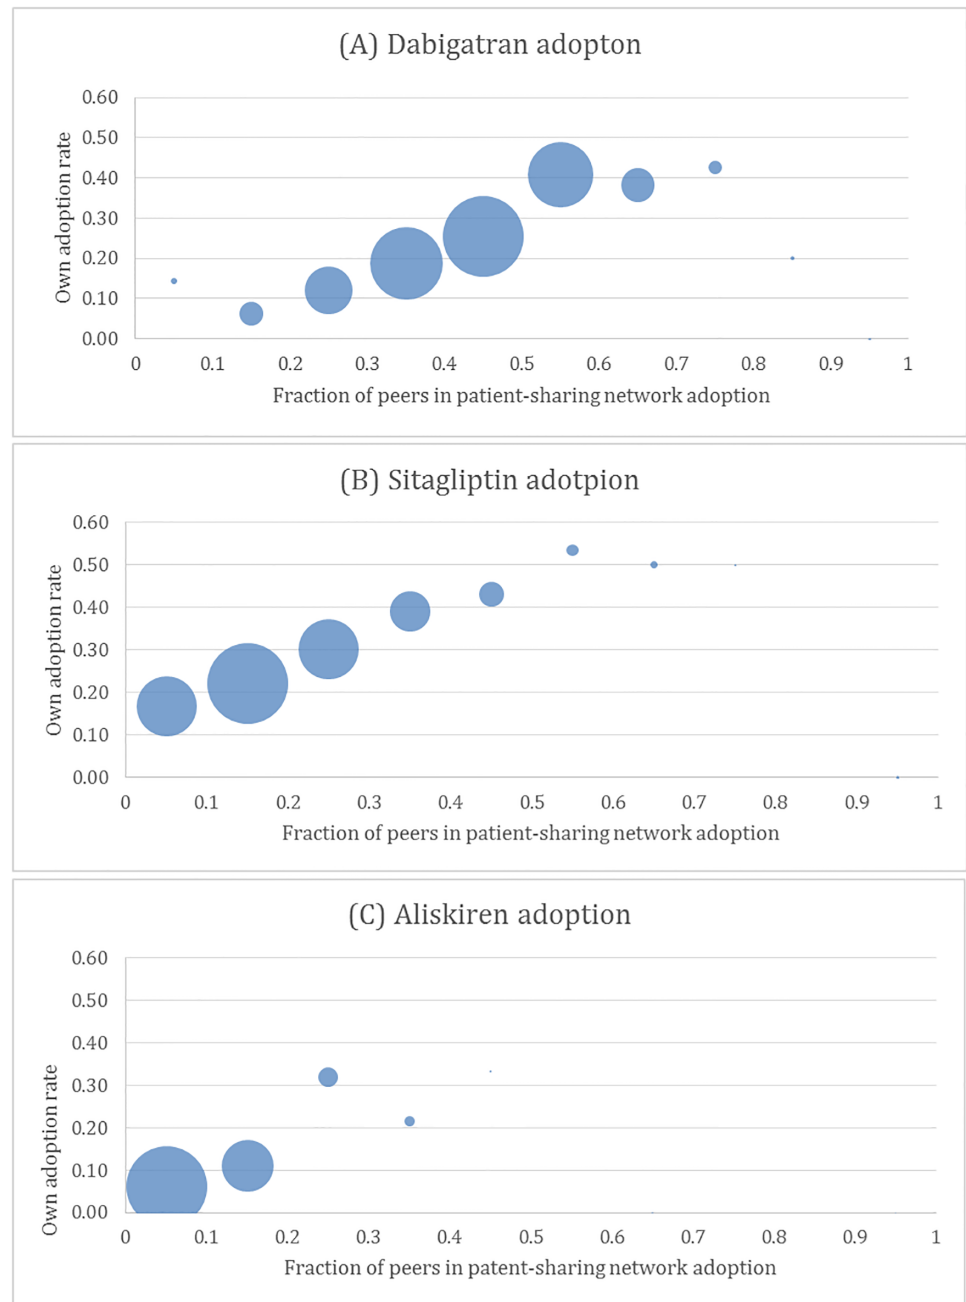 (A) Dabigatran adopton
0.60
0.50
0.40
0.30
0.20
0.10
0.00
Own adoption rate
0 0.1 0.2 0.3 0.4 0.5 0.6 0.7 0.8 0.9 1
Fraction of peers in patient-sharing network adoption
(B) Sitagliptin adotpion
0.60
0.50
0.40
0.30
0.20
0.10
0.00
Own adoption rate
0 0.1 0.2 0.3 0.4 0.5 0.6 0.7 0.8 0.9 1
Fraction of peers in patient-sharing network adoption
(C) Aliskiren adoption
0.60
0.50
0.40
0.30
0.20
0.10
0.00
Own adoption rate
0 0.1 0.2 0.3 0.4 0.5 0.6 0.7 0.8 0.9 1
Fraction of peers in patent-sharing network adoption